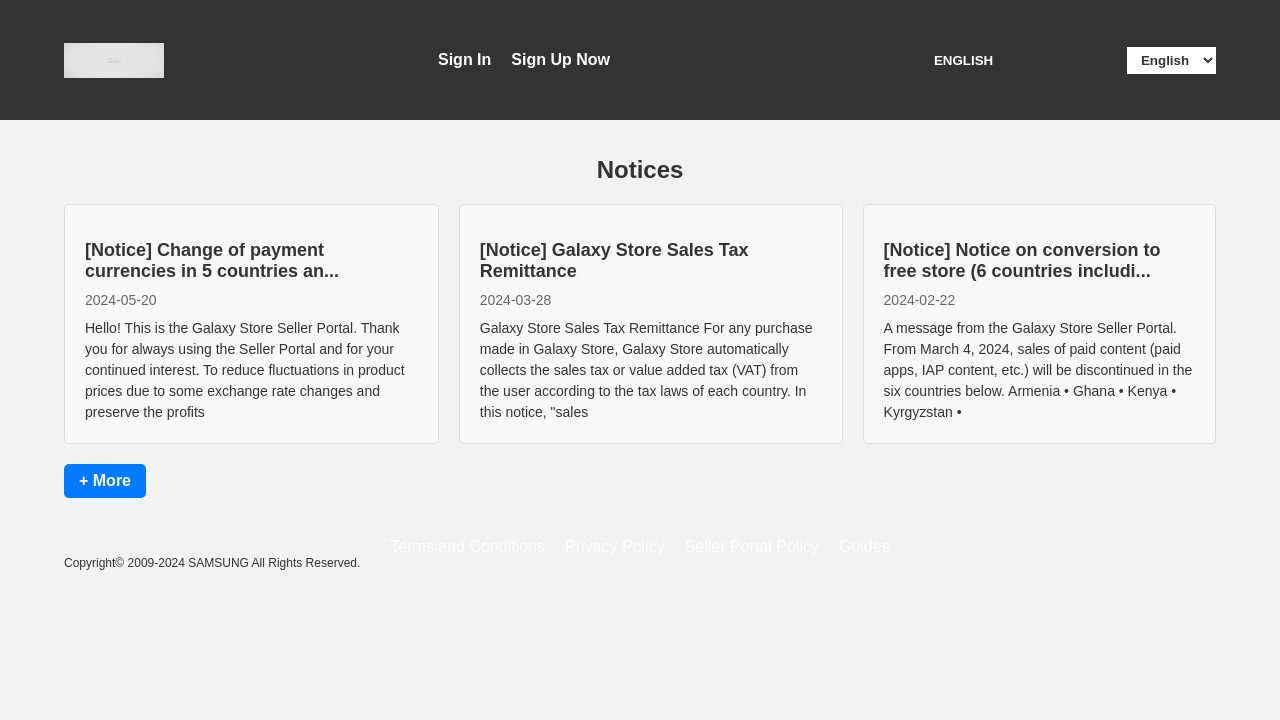 Sign In
Sign Up Now
ENGLISH
English
Notices
[Notice] Change of payment
currencies in 5 countries an...
2024-05-20
Hello! This is the Galaxy Store Seller Portal. Thank
you for always using the Seller Portal and for your
continued interest. To reduce fluctuations in product
prices due to some exchange rate changes and
preserve the profits
[Notice] Galaxy Store Sales Tax
Remittance
2024-03-28
Galaxy Store Sales Tax Remittance For any purchase
made in Galaxy Store, Galaxy Store automatically
collects the sales tax or value added tax (VAT) from
the user according to the tax laws of each country. In
this notice, "sales
[Notice] Notice on conversion to
free store (6 countries includi...
2024-02-22
A message from the Galaxy Store Seller Portal.
From March 4, 2024, sales of paid content (paid
apps, IAP content, etc.) will be discontinued in the
six countries below. Armenia • Ghana • Kenya •
Kyrgyzstan •
+ More
Terms and Conditions
Privacy Policy
Seller Portal Policy
Guides
Copyright© 2009-2024 SAMSUNG All Rights Reserved.